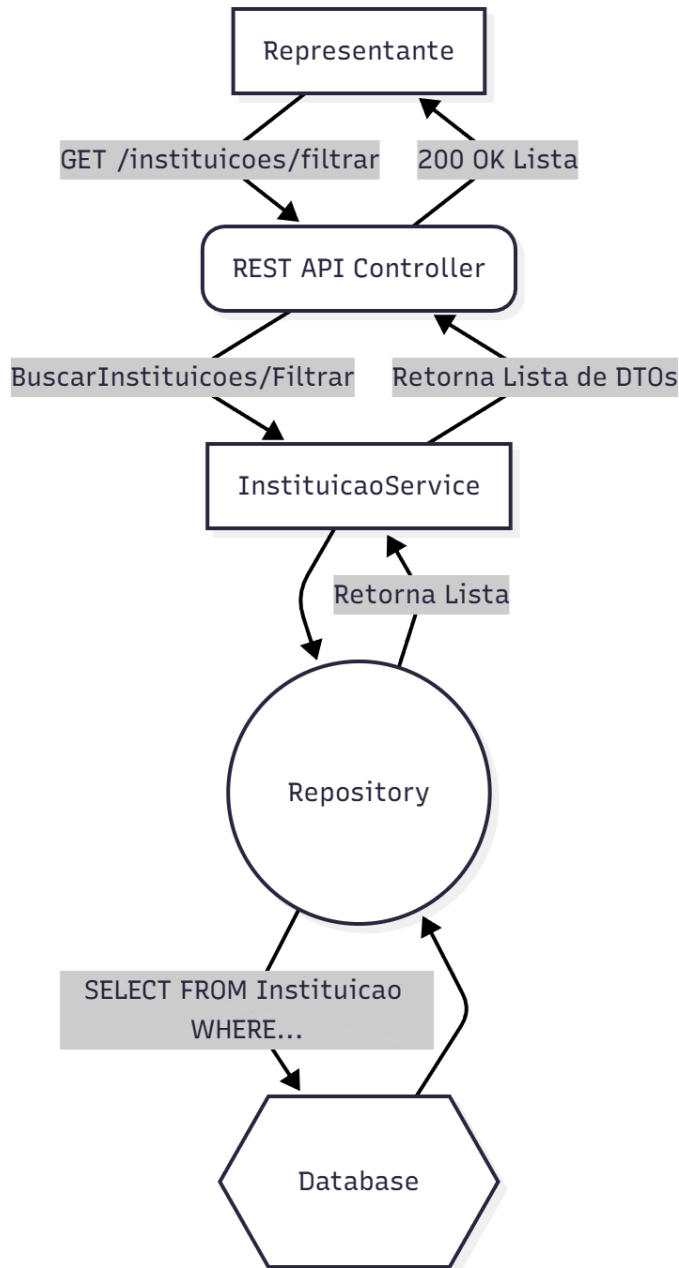 Representante
GET /instituicoes/filtrar
200 OK Lista
REST API Controller
BuscarInstituicoes/Filtrar
Retorna Lista de DTOs
InstituicaoService
Retorna Lista
Repository
SELECT FROM Instituicao
WHERE...
Database